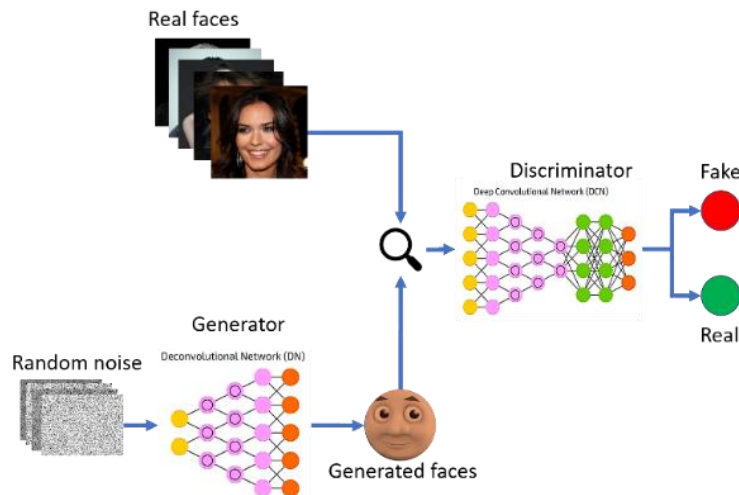 Real faces
Discriminator
Deep Convolutional Network (DCN)
Fake
Real
Generator
Deconvolutional Network (DN)
Random noise
Generated faces